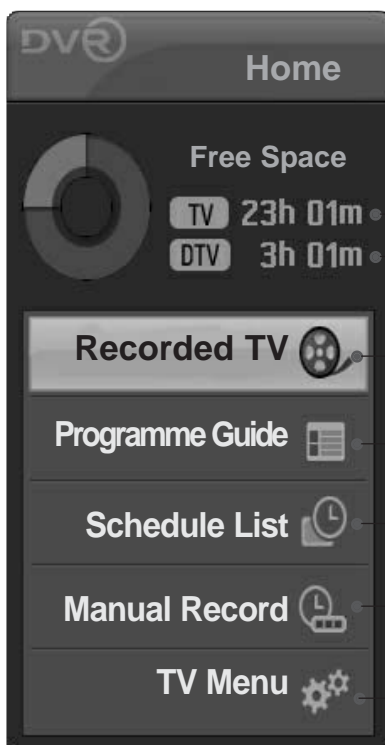 DVR
Home
Free Space
TV 23h 01m
DTV 3h 01m
Recorded TV
Programme Guide
Schedule List
Manual Record
TV Menu